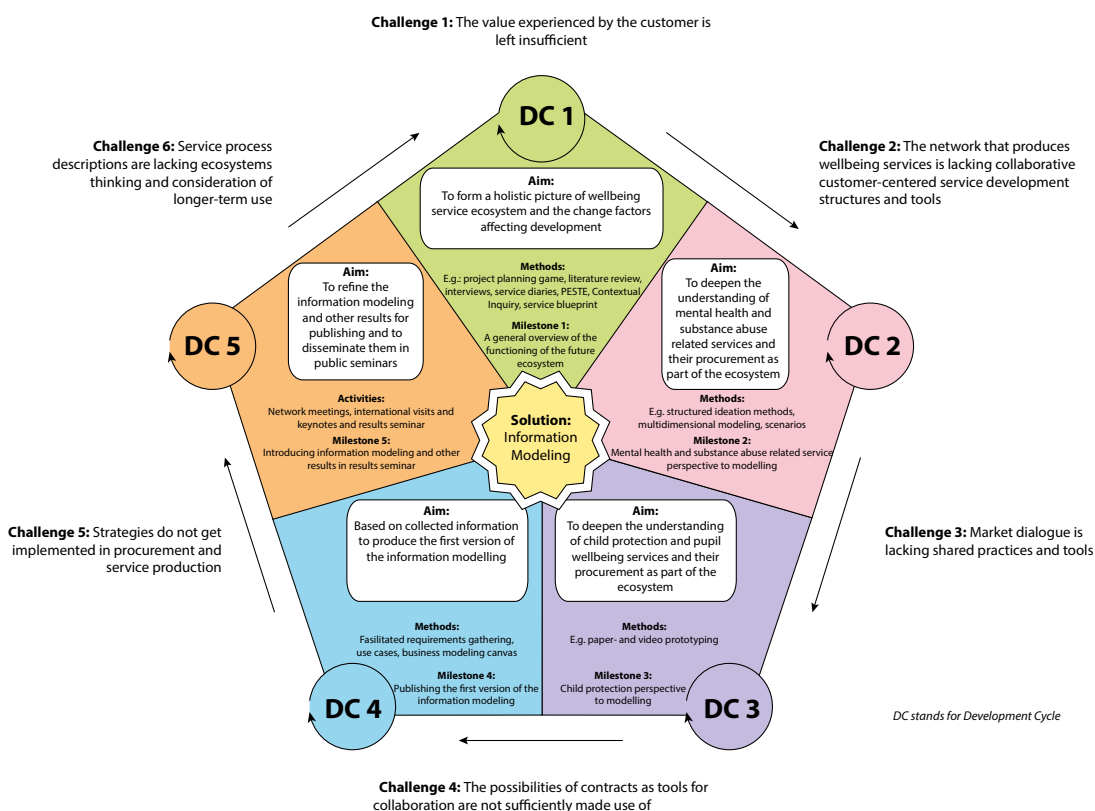 Challenge 1: The value experienced by the customer is
left insufficient
DC 1
Challenge 6: Service process
descriptions are lacking ecosystems
thinking and consideration of
longer-term use
Challenge 2: The network that produces
wellbeing services is lacking collaborative
customer-centered service development
structures and tools
Aim:
To form a holistic picture of wellbeing
service ecosystem and the change factors
affecting development
Methods:
E.g.: project planning game, literature review,
interviews, service diaries, PESTE, Contextual
Inquiry, service blueprint
Milestone 1:
A general overview of the
functioning of the future
ecosystem
DC 5
Aim:
To refine the
information modeling
and other results for
publishing and to
disseminate them in
public seminars
Activities:
Network meetings, international visits and
keynotes and results seminar
Milestone 5:
Introducing information modeling and other
results in results seminar
Solution:
Information
Modeling
DC 2
Aim:
To deepen the
understanding of
mental health and
substance abuse
related services and
their procurement as
part of the ecosystem
Methods:
E.g. structured ideation methods,
multidimensional modeling, scenarios
Milestone 2:
Mental health and substance abuse related service
perspective to modelling
Challenge 5: Strategies do not get
implemented in procurement and
service production
Challenge 3: Market dialogue is
lacking shared practices and tools
Aim:
Based on collected information
to produce the first version of
the information modelling
Methods:
Fasilitated requirements gathering,
use cases, business modeling canvas
Milestone 4:
Publishing the first version of the
information modeling
DC 4
Aim:
To deepen the understanding
of child protection and pupil
wellbeing services and their
procurement as part of the
ecosystem
Methods:
E.g. paper- and video prototyping
Milestone 3:
Child protection perspective
to modelling
DC 3
DC stands for Development Cycle
Challenge 4: The possibilities of contracts as tools for
collaboration are not sufficiently made use of